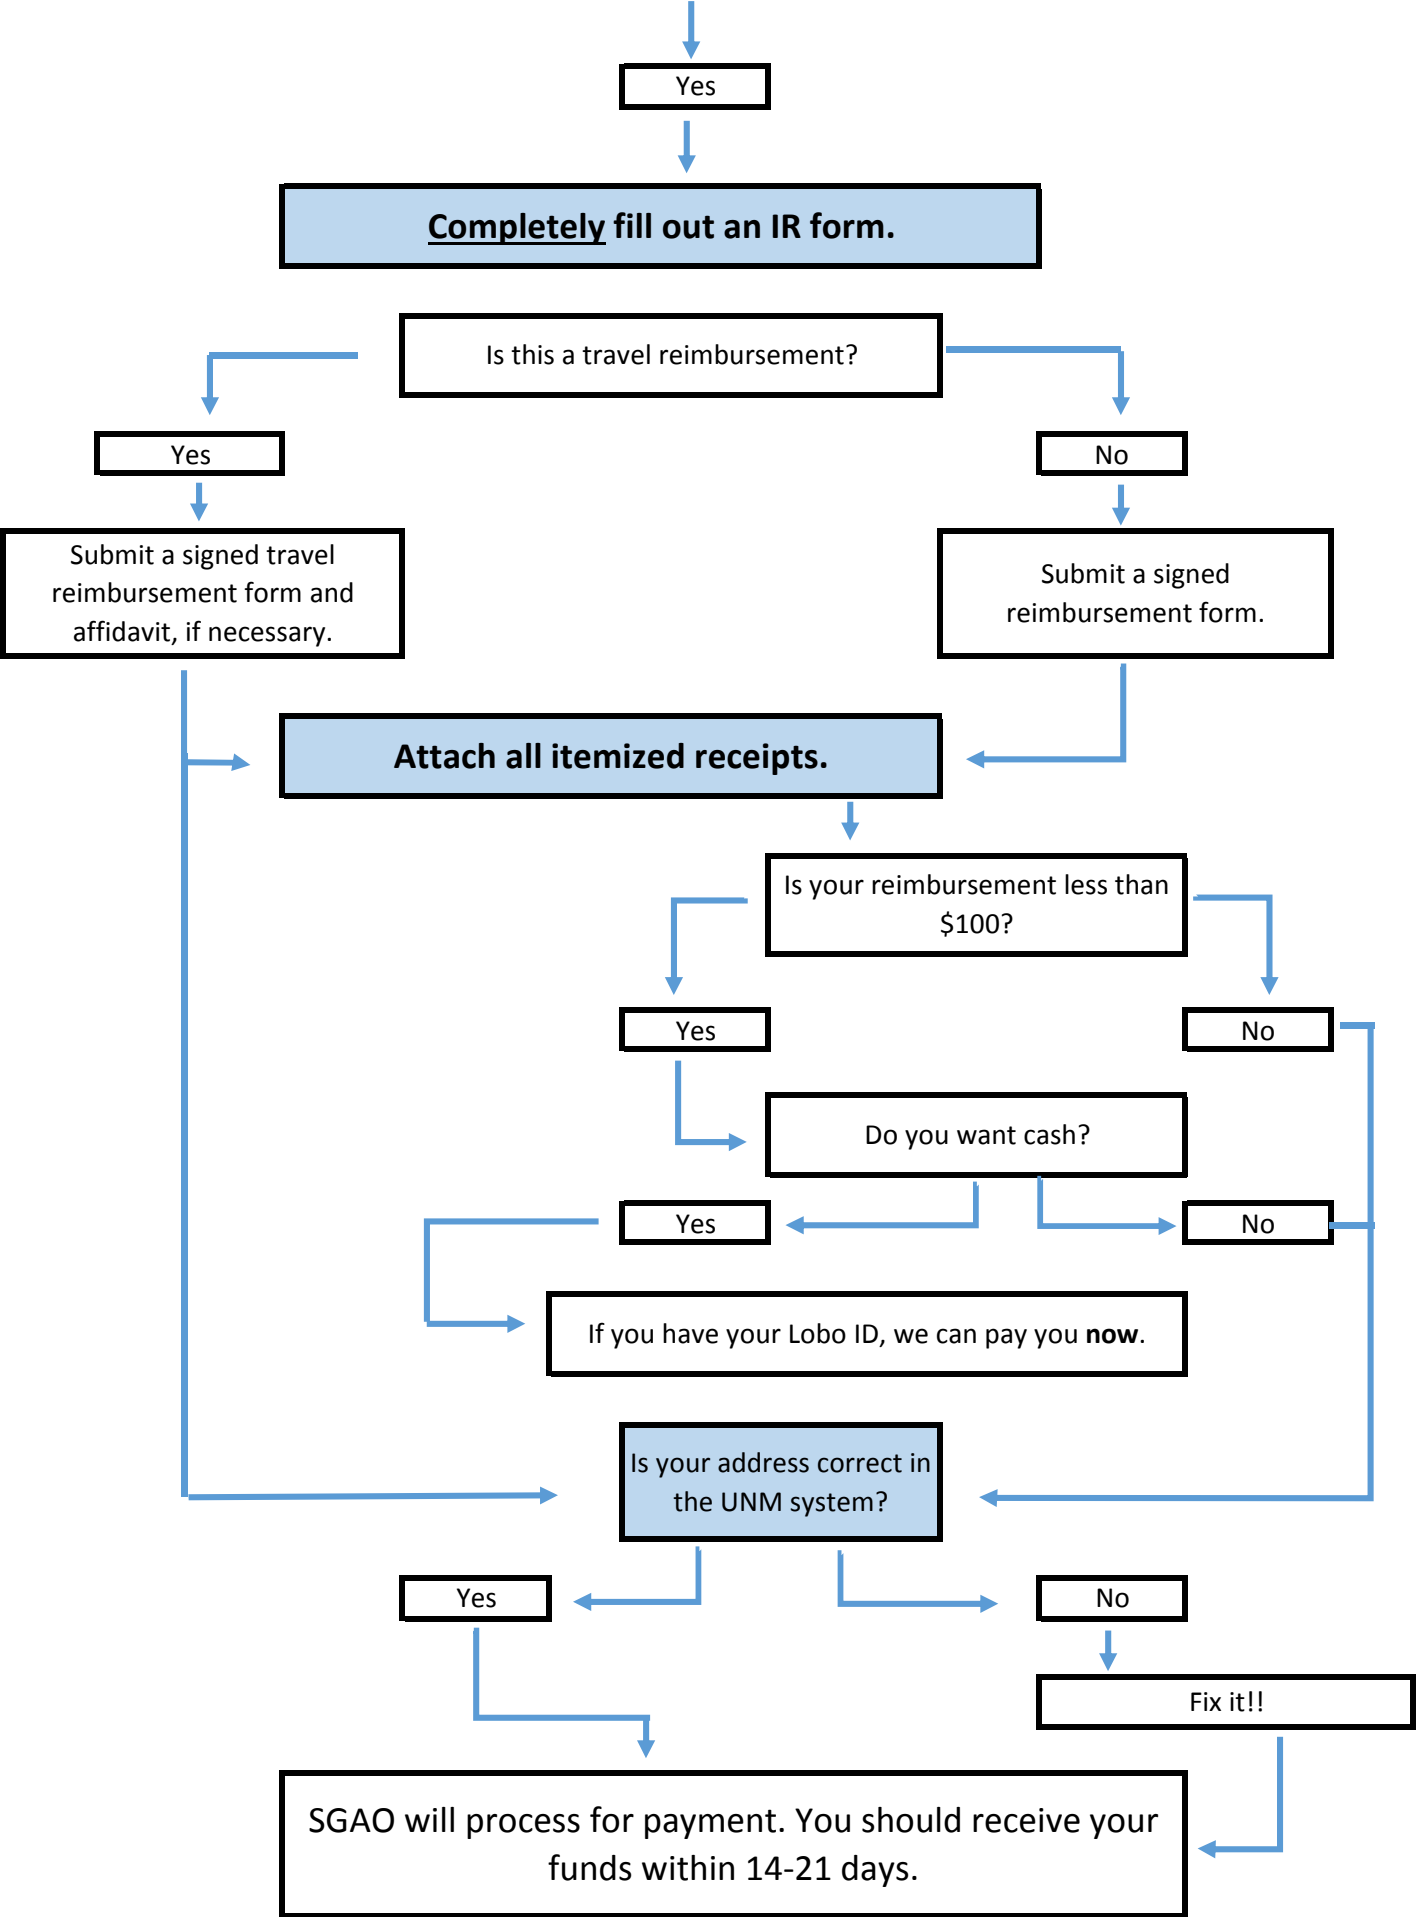 Yes
Completely fill out an IR form.
Is this a travel reimbursement?
Yes
No
Submit a signed travel
reimbursement form and
affidavit, if necessary.
Submit a signed
reimbursement form.
Attach all itemized receipts.
Is your reimbursement less than
$100?
Yes
No
Do you want cash?
Yes
No
If you have your Lobo ID, we can pay you now.
Is your address correct in
the UNM system?
Yes
No
Fix it!!
SGAO will process for payment. You should receive your
funds within 14-21 days.